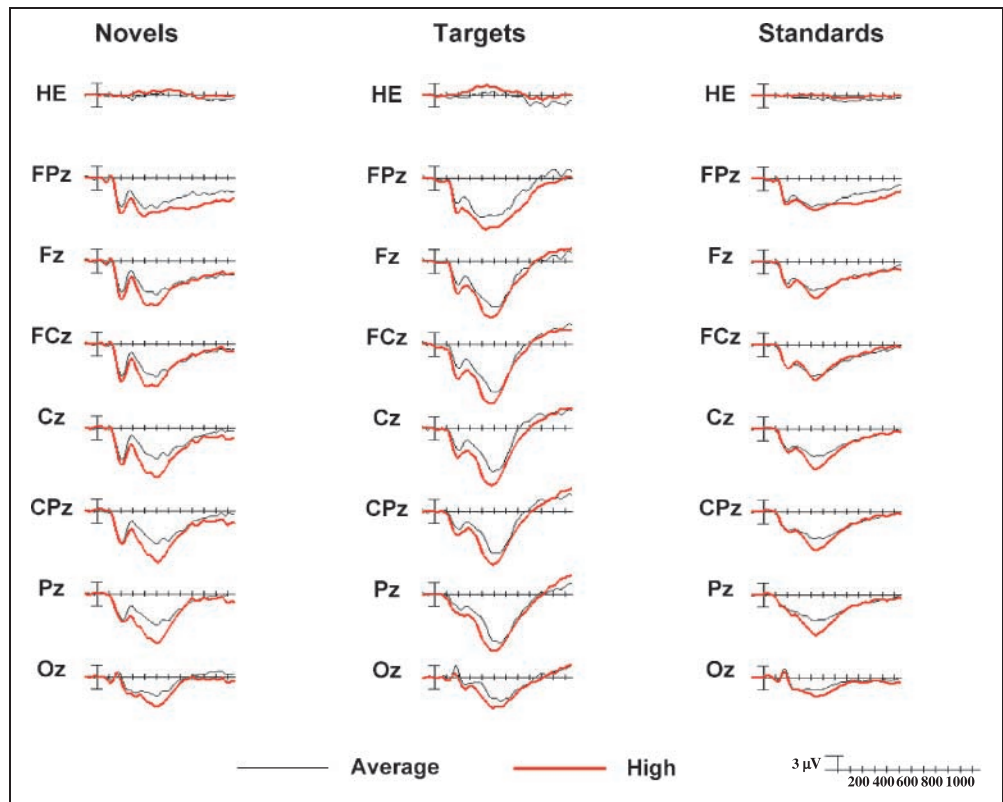 Novels Targets Standards
HE HE HE
FPz FPz FPz
Fz Fz Fz
FCz FCz FCz
Cz Cz Cz
CPz CPz CPz
Pz Pz Pz
Oz Oz Oz
Average High 3 µV
200 400 600 800 1000